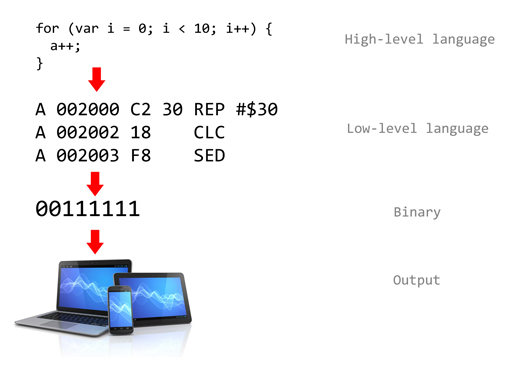 for (var i = 0; i < 10; i++) {
  a++;
}
High-level language
A 002000 C2 30 REP #$30
A 002002 18    CLC
A 002003 F8    SED
Low-level language
00111111
Binary
Output